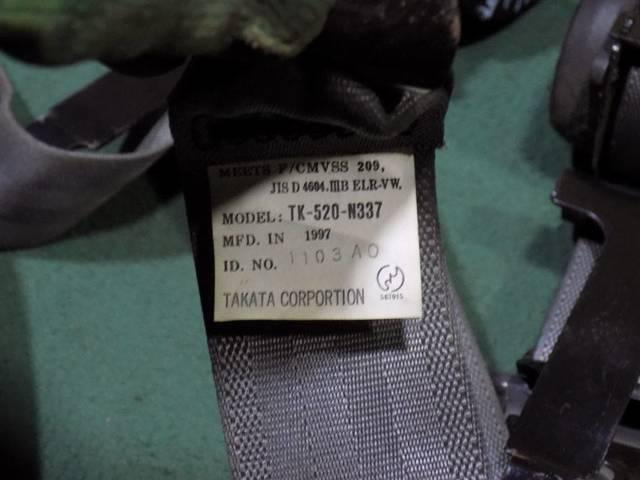 MEETS F/CMVSS 209,
JIS D 4604.IIIB ELR-VW.
MODEL: TK-520-N337
MFD. IN 1997
ID. NO. 1103A0
TAKATA CORPORTION
587015